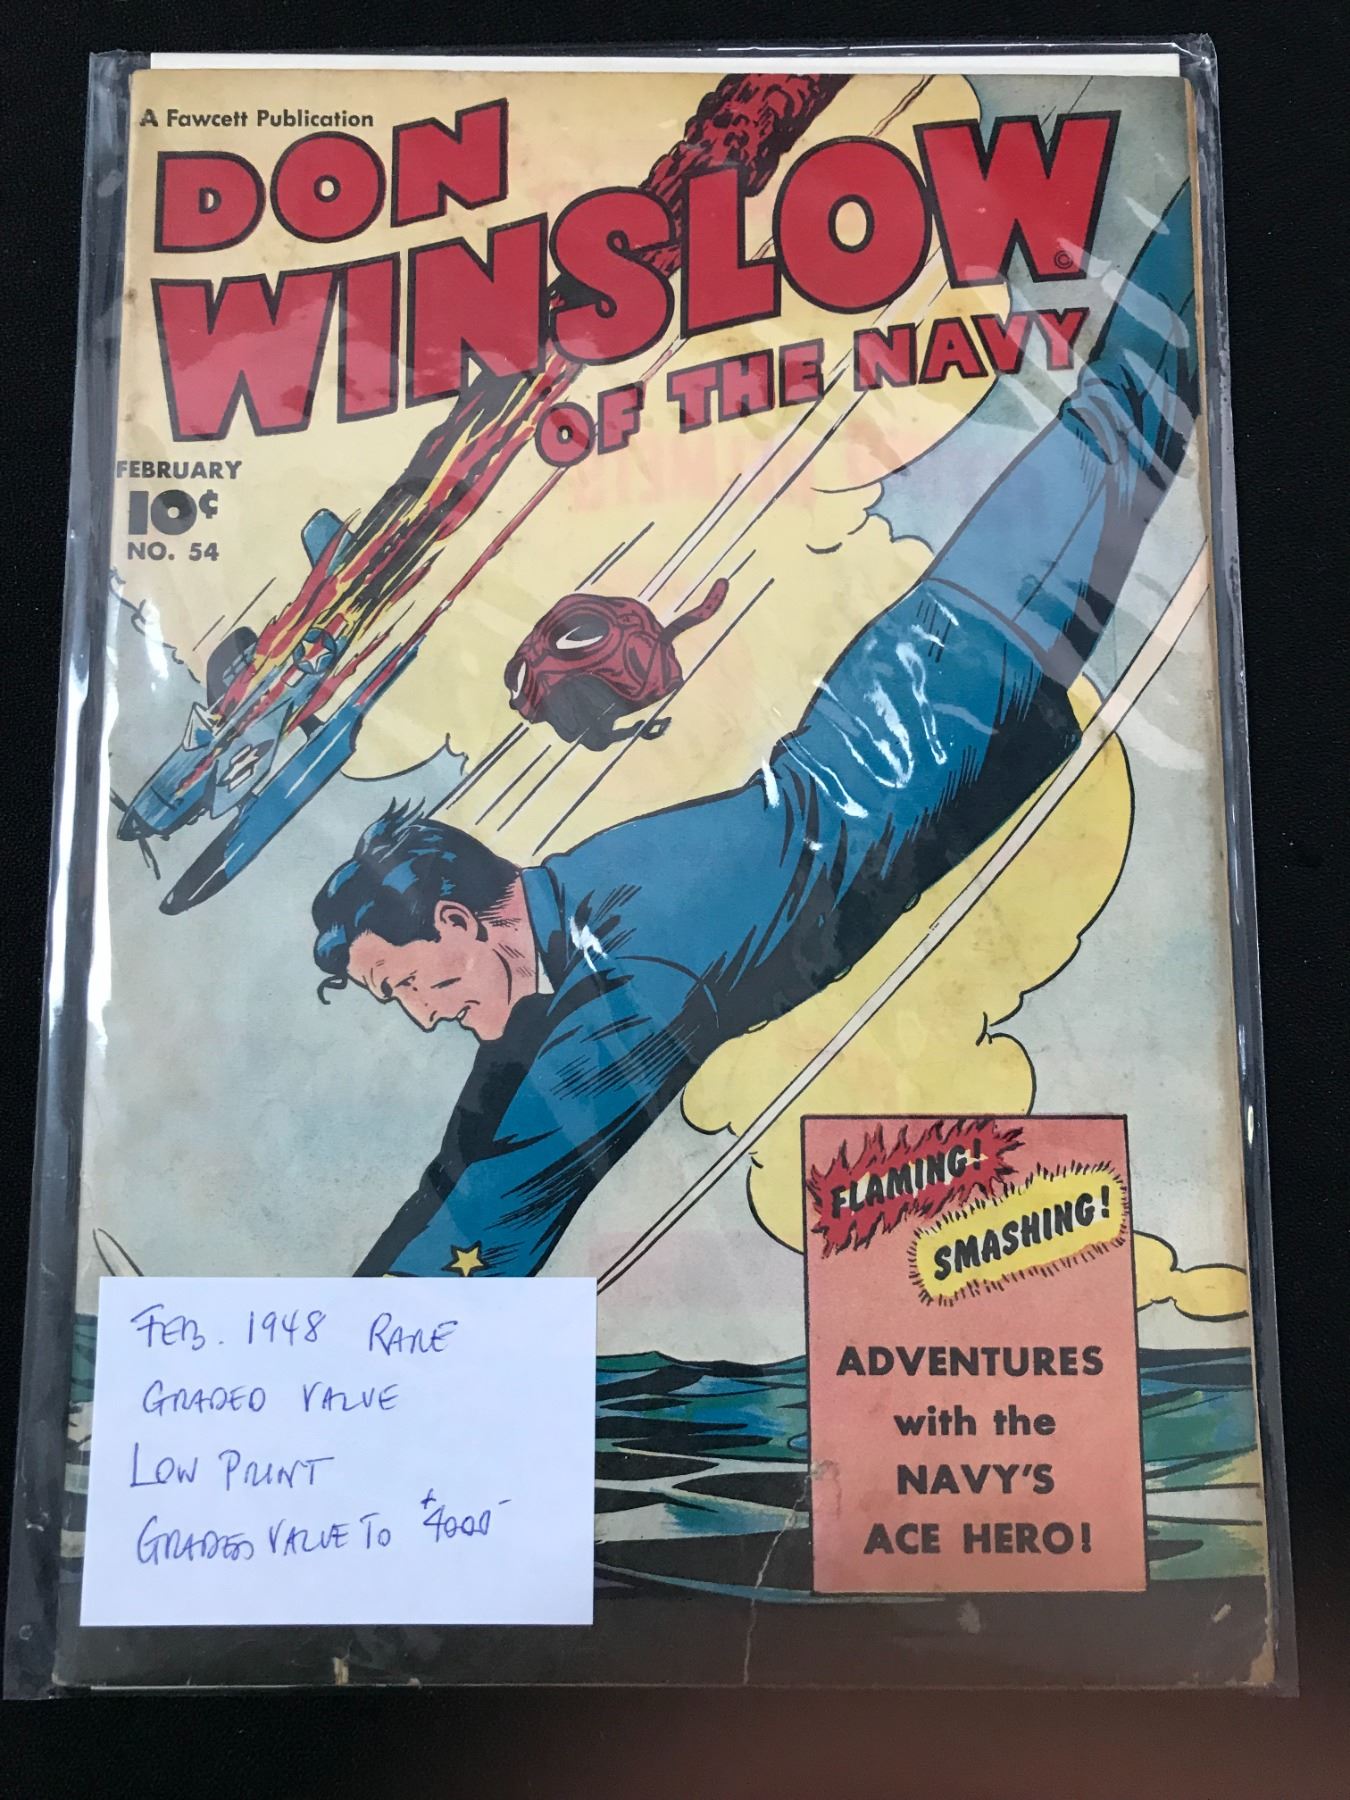 A Fawcett Publication
DON
WINSLOW
©
OF THE NAVY
FEBRUARY
10¢
NO. 54
FLAMING!
SMASHING!
ADVENTURES
with the
NAVY'S
ACE HERO!
FEB. 1948 RARE
GRADED VALUE
LOW PRINT
GRADED VALUE TO $4000